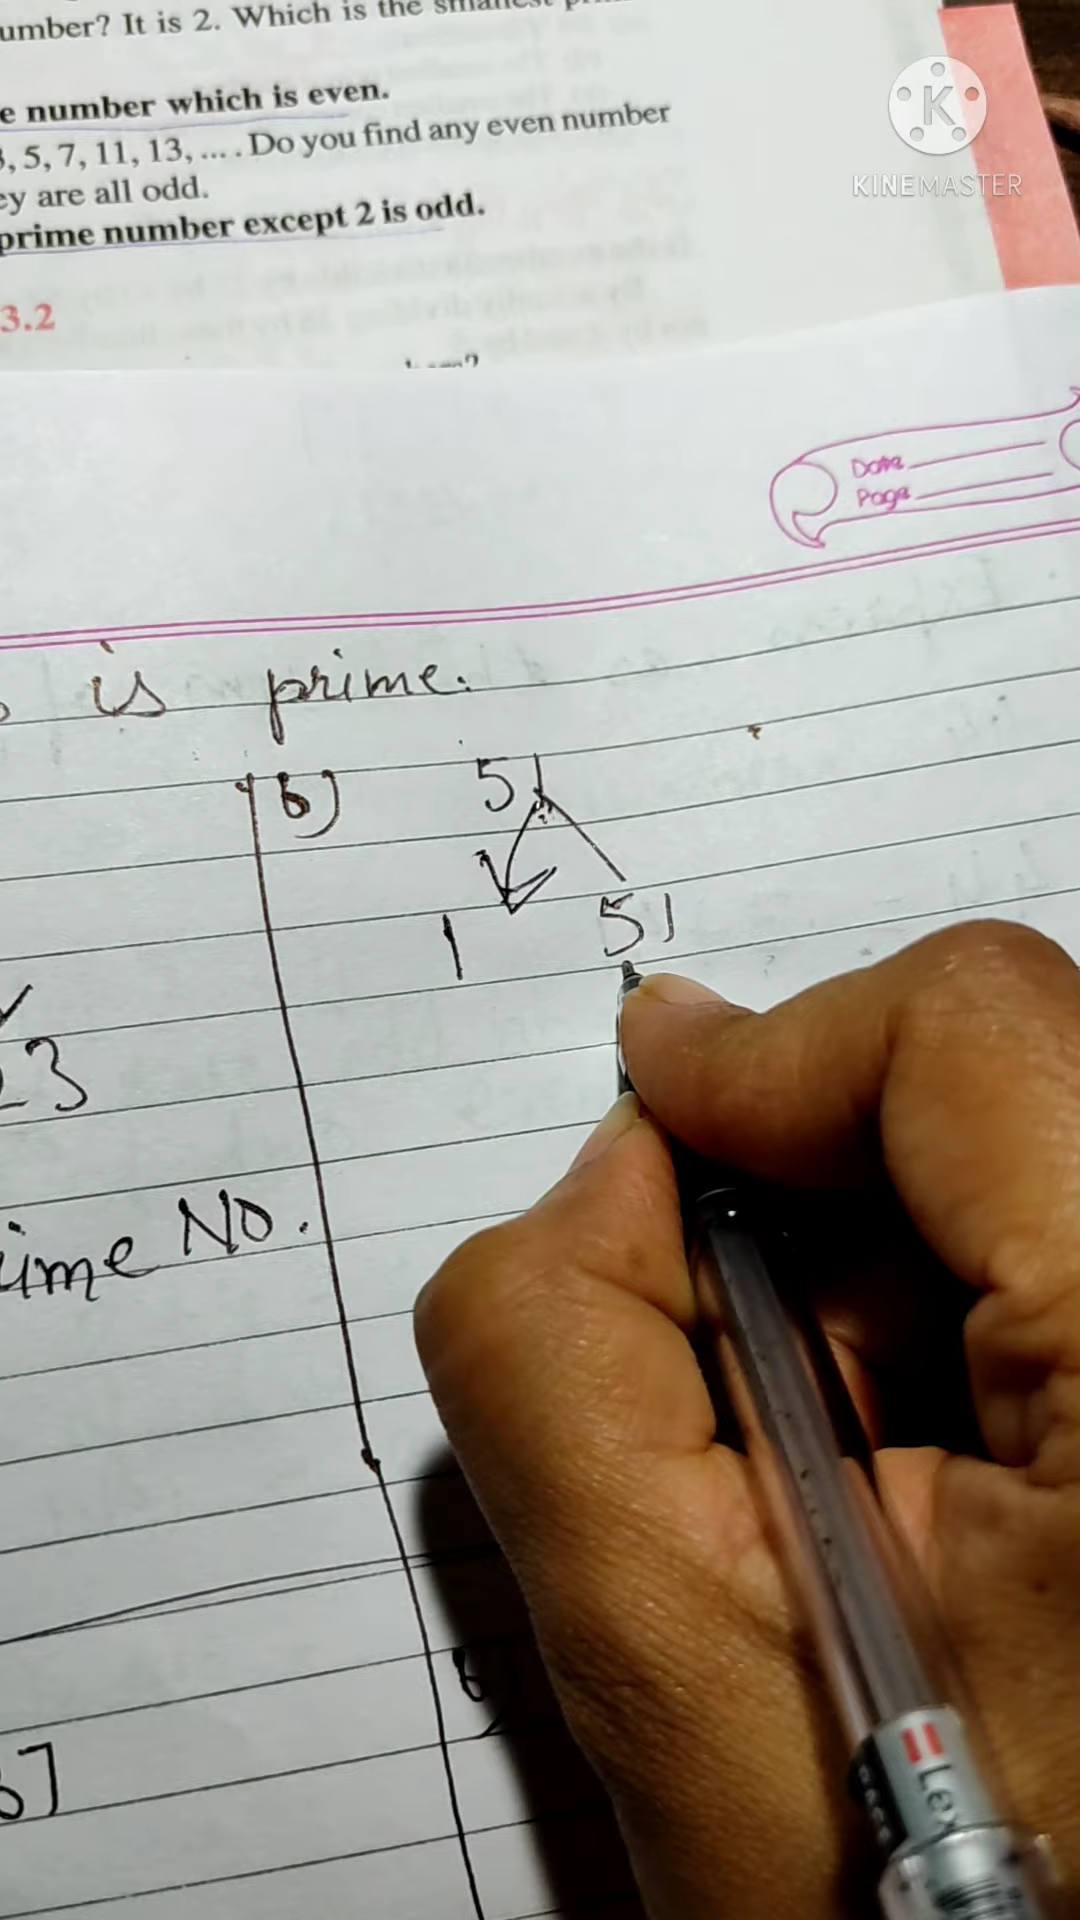 umber? It is 2. Which is the smallest
number which is even.
3, 5, 7, 11, 13, .... Do you find any even number
ey are all odd.
prime number except 2 is odd.
3.2
KINEMASTER
Date
Page
is prime.
b) 51
1 51
23
ime No.